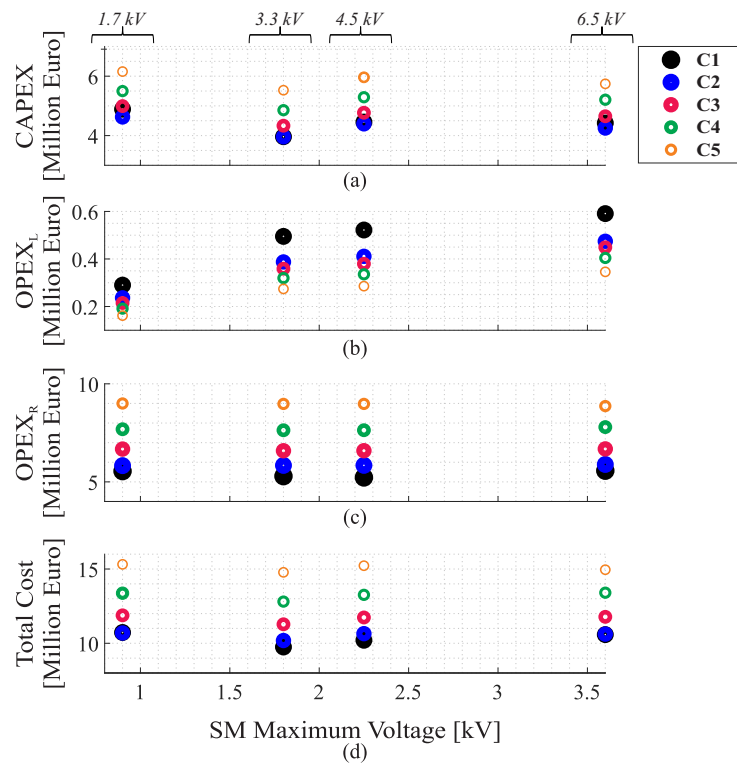 1.7 kV 3.3 kV 4.5 kV 6.5 kV
CAPEX
[Million Euro]
6
4
(a)
C1
C2
C3
C4
C5
OPEX_L
[Million Euro]
0.6
0.4
0.2
(b)
OPEX_R
[Million Euro]
10
5
(c)
Total Cost
[Million Euro]
15
10
1 1.5 2 2.5 3 3.5
SM Maximum Voltage [kV]
(d)